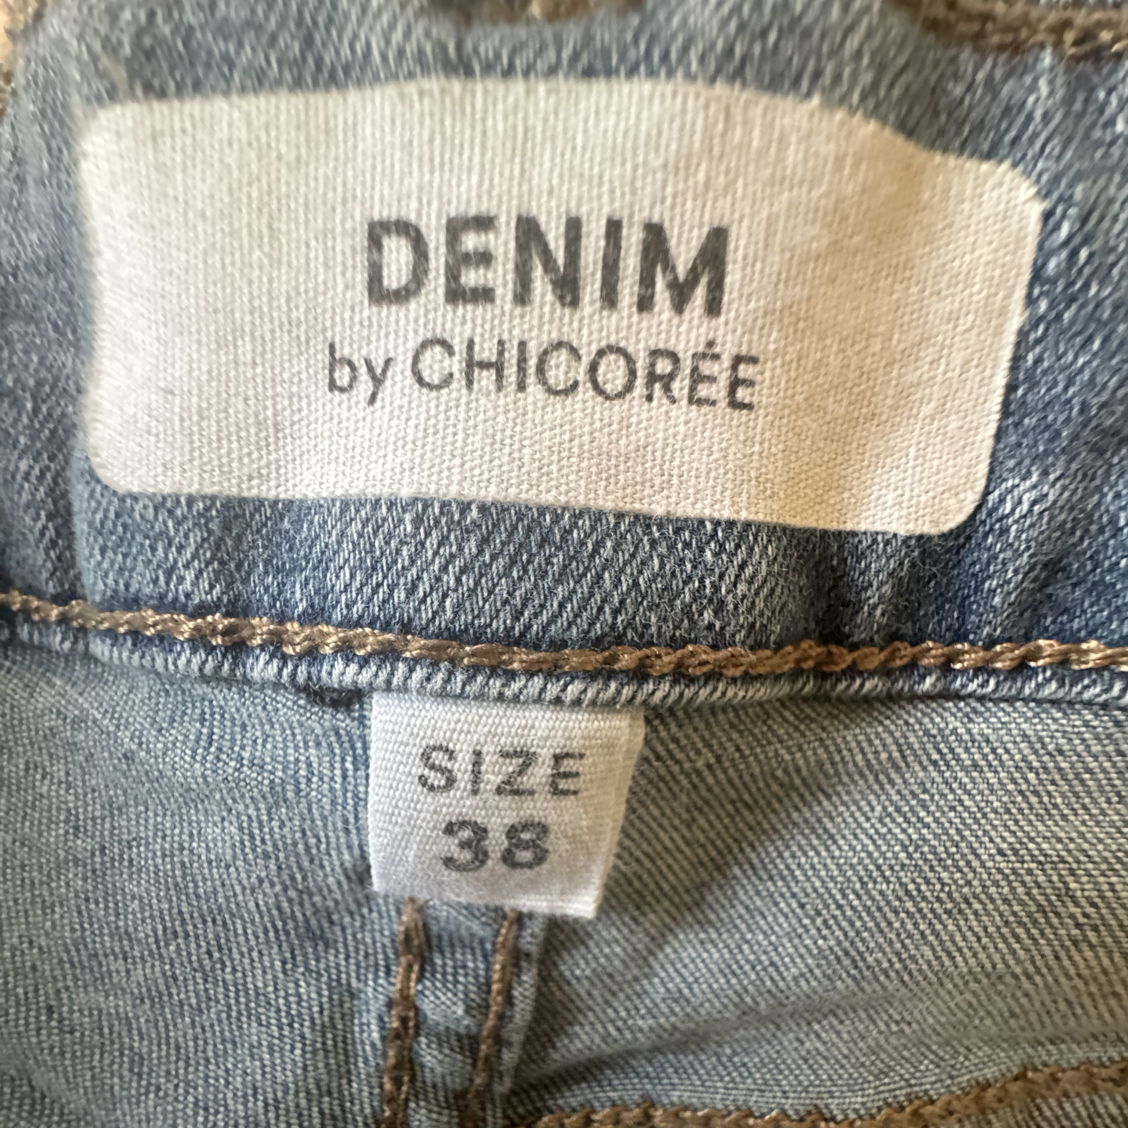 DENIM
by CHICORÉE
SIZE
38